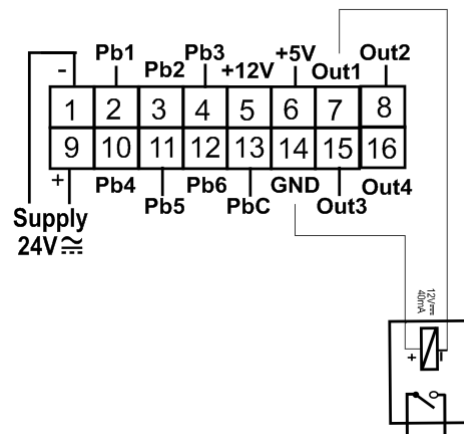 Pb1 Pb3 +5V Out2
- Pb2 +12V Out1
1 2 3 4 5 6 7 8
9 10 11 12 13 14 15 16
+ Pb4 Pb6 GND Out4
Pb5 PbC Out3
Supply
24V≂
12V⎓
40mA
+ -